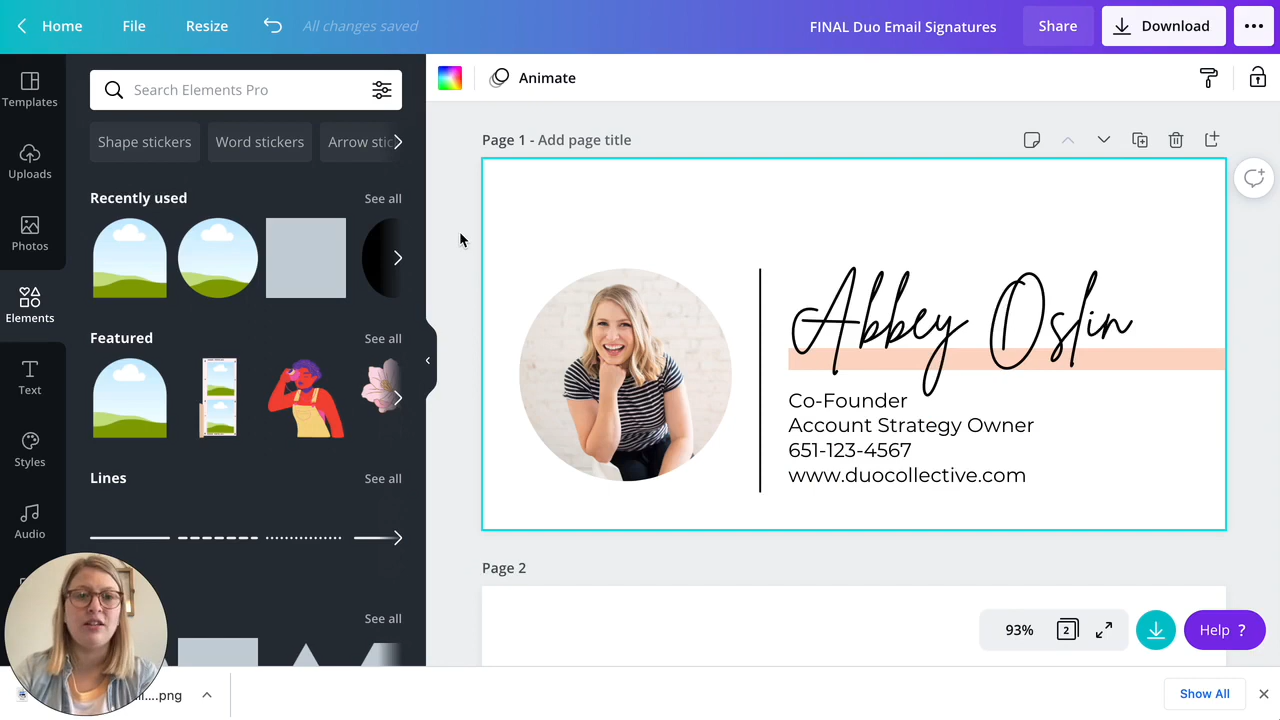 Home
File
Resize
All changes saved
FINAL Duo Email Signatures
Share
Download
Templates
Uploads
Photos
Elements
Text
Styles
Audio
Search Elements Pro
Shape stickers
Word stickers
Arrow stic
Recently used
See all
Featured
See all
Lines
See all
See all
Animate
Page 1 - Add page title
Abbey Oslin
Co-Founder
Account Strategy Owner
651-123-4567
www.duocollective.com
Page 2
93%
2
Help ?
....png
Show All